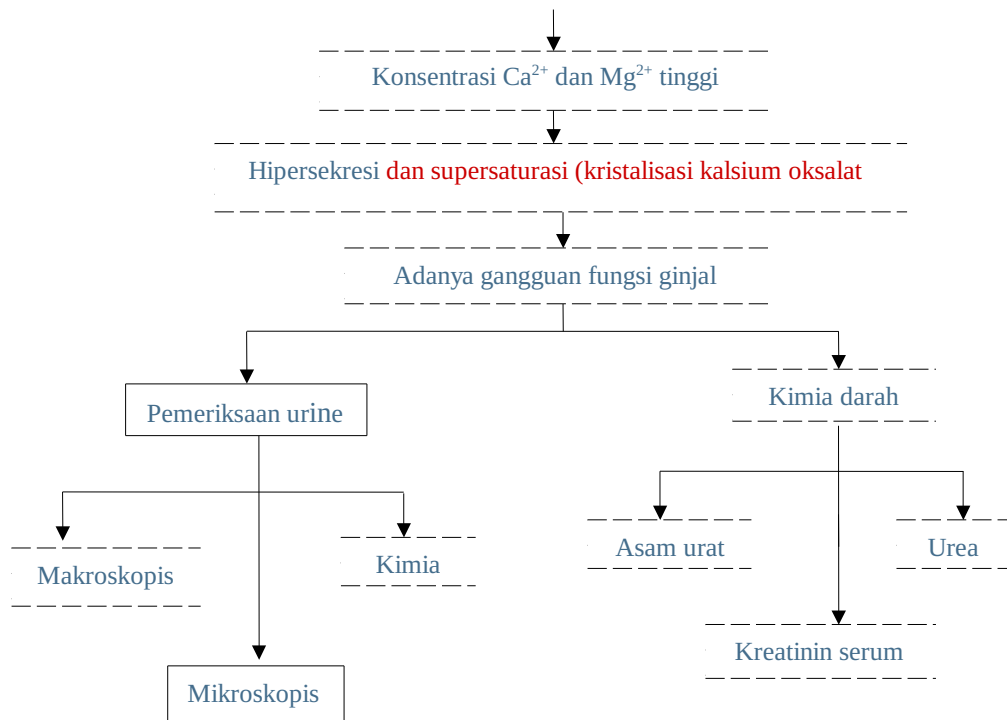 Konsentrasi Ca²⁺ dan Mg²⁺ tinggi
Hipersekresi dan supersaturasi (kristalisasi kalsium oksalat
Adanya gangguan fungsi ginjal
Pemeriksaan urine
Kimia darah
Makroskopis
Kimia
Asam urat
Urea
Mikroskopis
Kreatinin serum